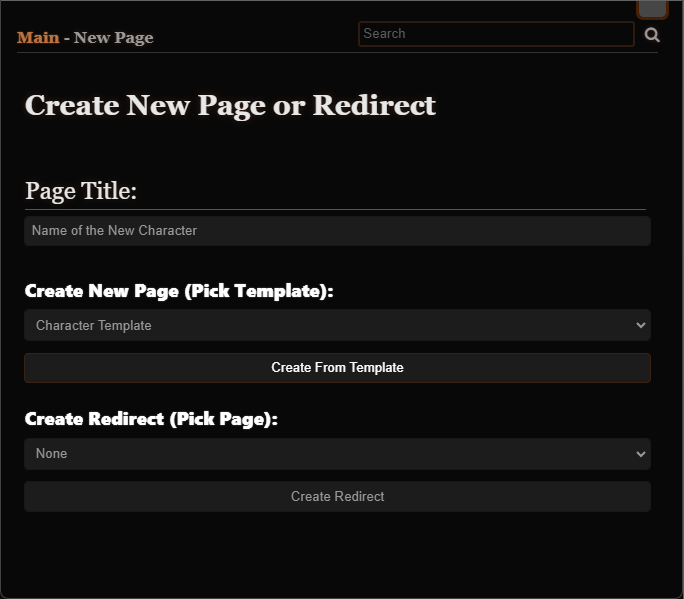 Main - New Page
Search
Create New Page or Redirect
Page Title:
Name of the New Character
Create New Page (Pick Template):
Character Template
Create From Template
Create Redirect (Pick Page):
None
Create Redirect